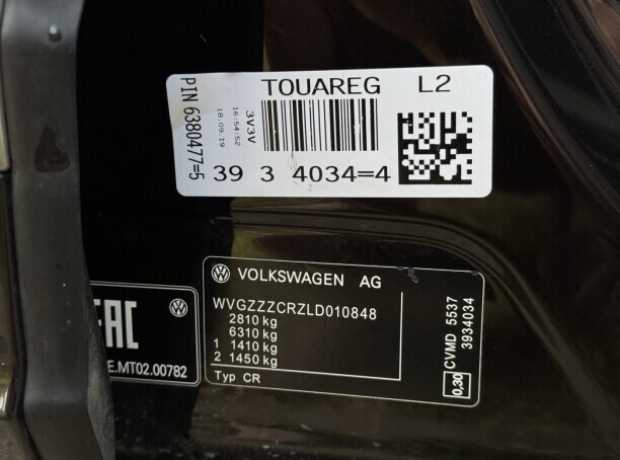 TOUAREG L2
PIN 6380477=5
18.09.19 16:54:52
3V3V
39 3 4034=4
VOLKSWAGEN AG
WVGZZZCRZLD010848
2810 kg
6310 kg
1 1410 kg
2 1450 kg
Typ CR
0,30 CVMD 5537
3934034
EAC
E.MT02.00782